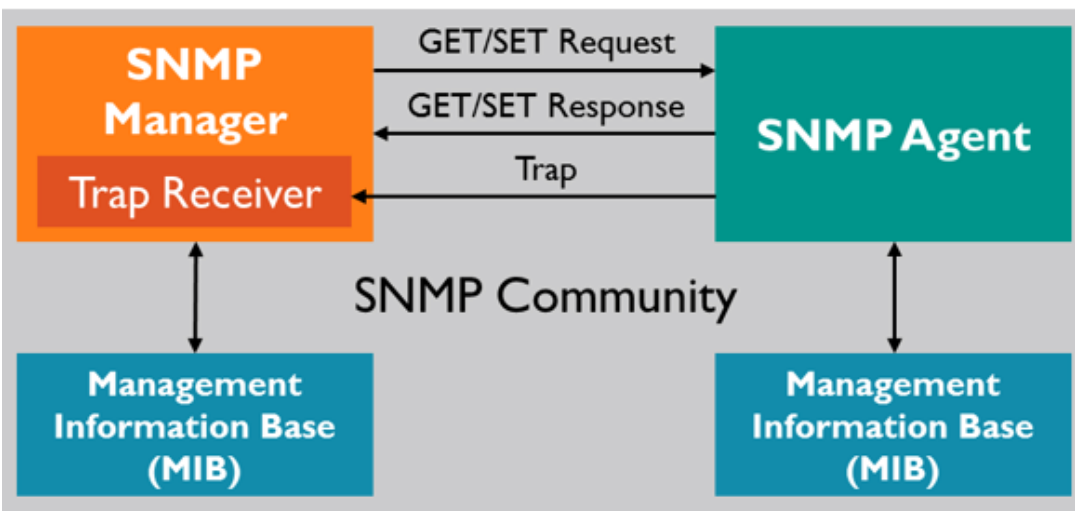 SNMP
Manager
Trap Receiver
GET/SET Request
GET/SET Response
Trap
SNMP Agent
SNMP Community
Management
Information Base
(MIB)
Management
Information Base
(MIB)